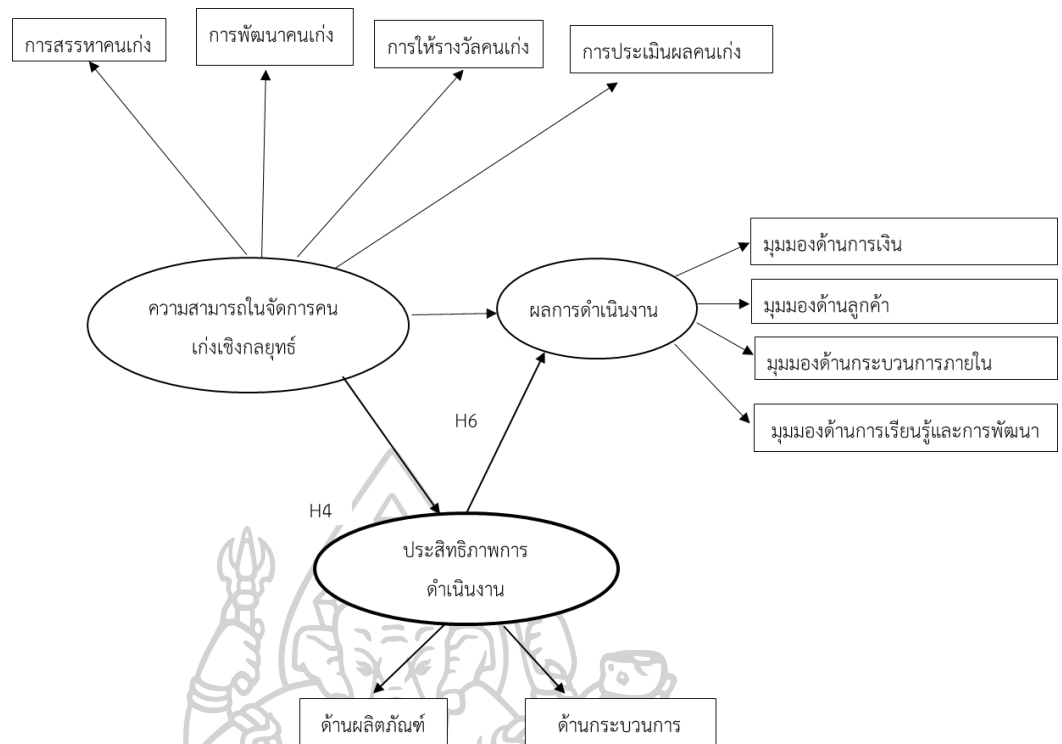 การสรรหาคนเก่ง
การพัฒนาคนเก่ง
การให้รางวัลคนเก่ง
การประเมินผลคนเก่ง
ความสามารถในจัดการคน
เก่งเชิงกลยุทธ์
ผลการดำเนินงาน
มุมมองด้านการเงิน
มุมมองด้านลูกค้า
มุมมองด้านกระบวนการภายใน
มุมมองด้านการเรียนรู้และการพัฒนา
H6
H4
ประสิทธิภาพการ
ดำเนินงาน
ด้านผลิตภัณฑ์
ด้านกระบวนการ